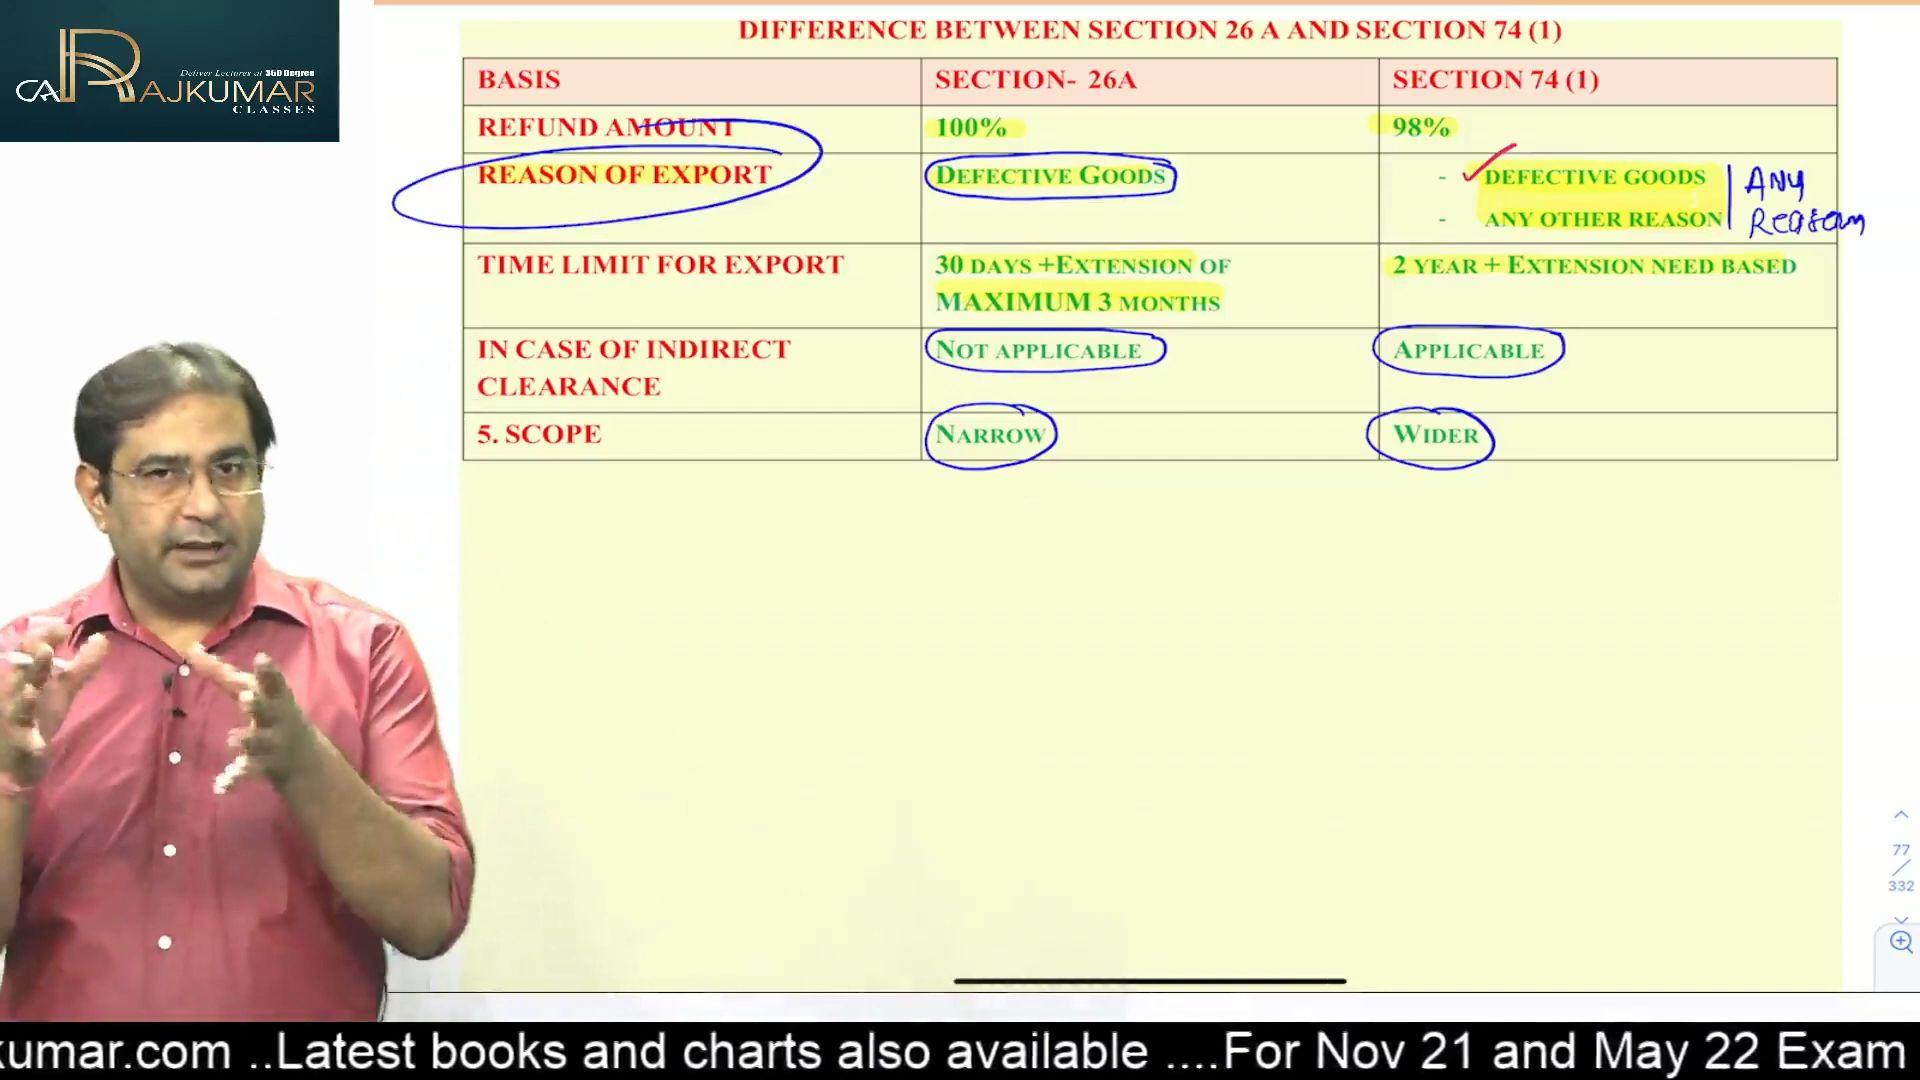 Deliver Lectures at 360 Degree
CA RAJKUMAR
CLASSES
DIFFERENCE BETWEEN SECTION 26 A AND SECTION 74 (1)
BASIS SECTION- 26A SECTION 74 (1)
REFUND AMOUNT 100% 98%
REASON OF EXPORT DEFECTIVE GOODS - DEFECTIVE GOODS
- ANY OTHER REASON
ANY
Reason
TIME LIMIT FOR EXPORT 30 DAYS +EXTENSION OF 2 YEAR + EXTENSION NEED BASED
MAXIMUM 3 MONTHS
IN CASE OF INDIRECT NOT APPLICABLE APPLICABLE
CLEARANCE
5. SCOPE NARROW WIDER
77
/
332
kumar.com ..Latest books and charts also available ....For Nov 21 and May 22 Exam